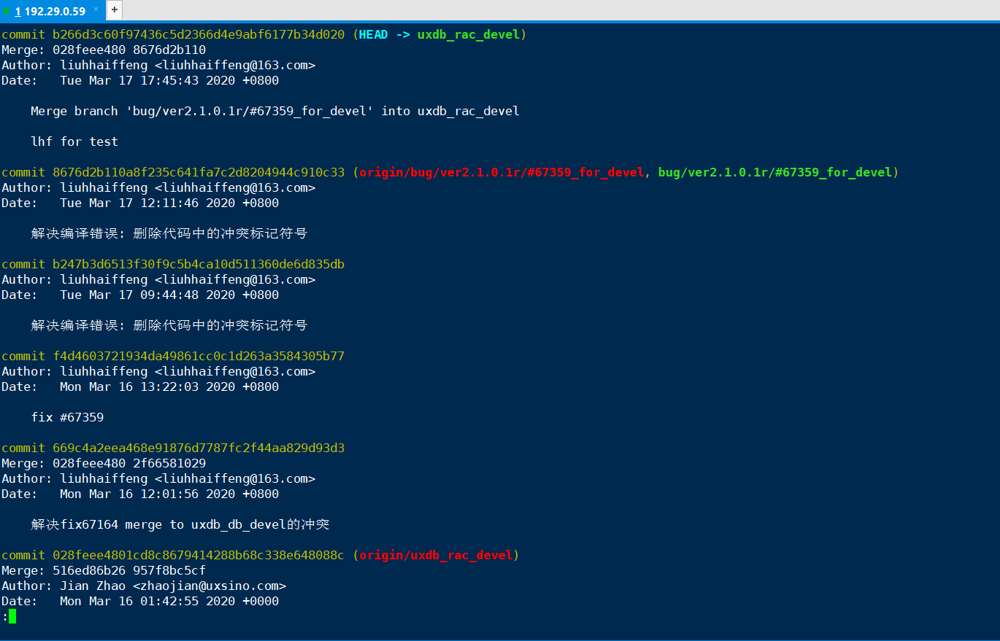 1 192.29.0.59 × +
commit b266d3c60f97436c5d2366d4e9abf6177b34d020 (HEAD -> uxdb_rac_devel)
Merge: 028feee480 8676d2b110
Author: liuhhaiffeng <liuhhaiffeng@163.com>
Date:   Tue Mar 17 17:45:43 2020 +0800
    Merge branch 'bug/ver2.1.0.1r/#67359_for_devel' into uxdb_rac_devel
    lhf for test
commit 8676d2b110a8f235c641fa7c2d8204944c910c33 (origin/bug/ver2.1.0.1r/#67359_for_devel, bug/ver2.1.0.1r/#67359_for_devel)
Author: liuhhaiffeng <liuhhaiffeng@163.com>
Date:   Tue Mar 17 12:11:46 2020 +0800
    解决编译错误: 删除代码中的冲突标记符号
commit b247b3d6513f30f9c5b4ca10d511360de6d835db
Author: liuhhaiffeng <liuhhaiffeng@163.com>
Date:   Tue Mar 17 09:44:48 2020 +0800
    解决编译错误: 删除代码中的冲突标记符号
commit f4d4603721934da49861cc0c1d263a3584305b77
Author: liuhhaiffeng <liuhhaiffeng@163.com>
Date:   Mon Mar 16 13:22:03 2020 +0800
    fix #67359
commit 669c4a2eea468e91876d7787fc2f44aa829d93d3
Merge: 028feee480 2f66581029
Author: liuhhaiffeng <liuhhaiffeng@163.com>
Date:   Mon Mar 16 12:01:56 2020 +0800
    解决fix67164 merge to uxdb_db_devel的冲突
commit 028feee4801cd8c8679414288b68c338e648088c (origin/uxdb_rac_devel)
Merge: 516ed86b26 957f8bc5cf
Author: Jian Zhao <zhaojian@uxsino.com>
Date:   Mon Mar 16 01:42:55 2020 +0000
: